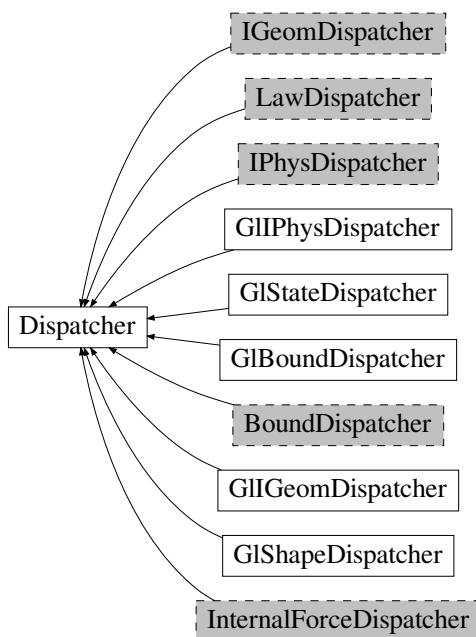 IGeomDispatcher
LawDispatcher
IPhysDispatcher
GlIPhysDispatcher
GlStateDispatcher
Dispatcher
GlBoundDispatcher
BoundDispatcher
GlIGeomDispatcher
GlShapeDispatcher
InternalForceDispatcher